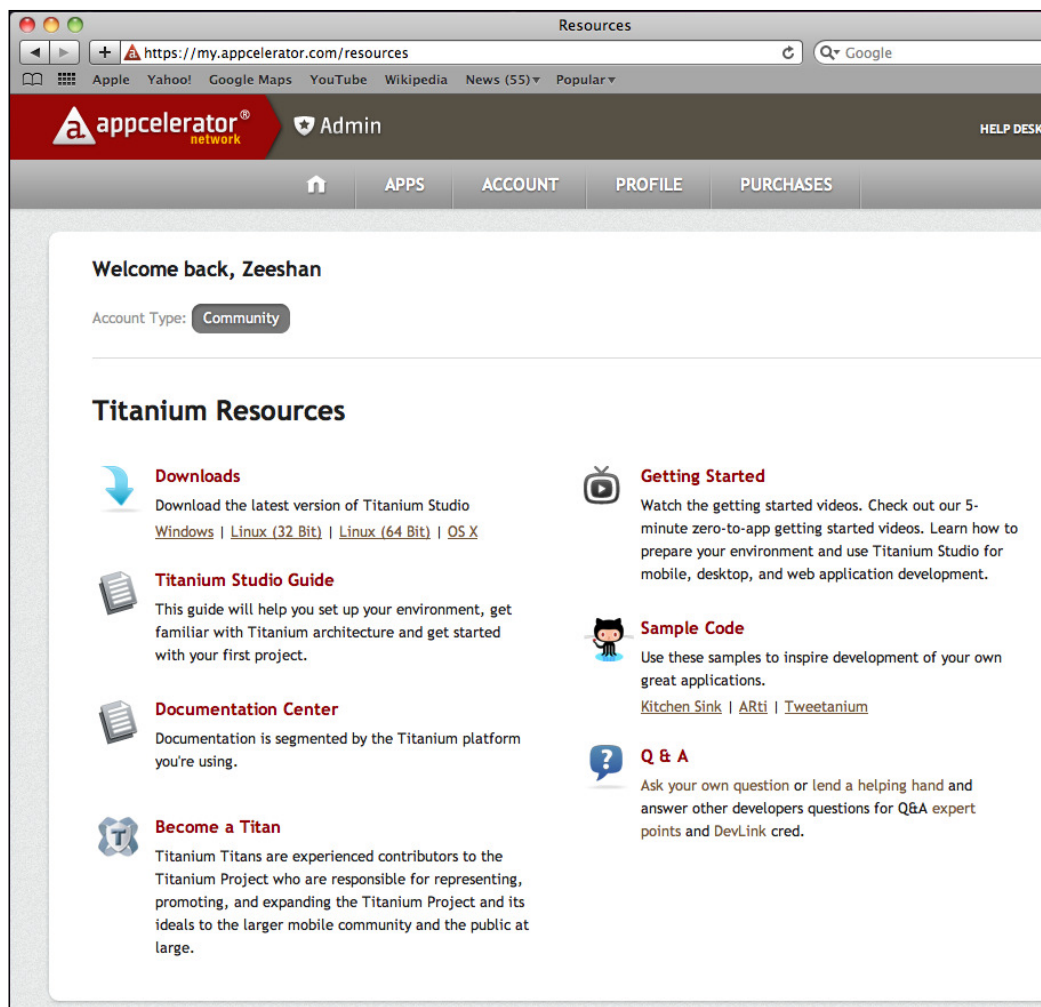 Resources
https://my.appcelerator.com/resources
Google
Apple Yahoo! Google Maps YouTube Wikipedia News (55)▾ Popular▾
a appcelerator®
network
Admin
HELP DESK
APPS ACCOUNT PROFILE PURCHASES
Welcome back, Zeeshan
Account Type: Community
Titanium Resources
Downloads
Download the latest version of Titanium Studio
Windows | Linux (32 Bit) | Linux (64 Bit) | OS X
Titanium Studio Guide
This guide will help you set up your environment, get
familiar with Titanium architecture and get started
with your first project.
Documentation Center
Documentation is segmented by the Titanium platform
you're using.
Become a Titan
Titanium Titans are experienced contributors to the
Titanium Project who are responsible for representing,
promoting, and expanding the Titanium Project and its
ideals to the larger mobile community and the public at
large.
Getting Started
Watch the getting started videos. Check out our 5-
minute zero-to-app getting started videos. Learn how to
prepare your environment and use Titanium Studio for
mobile, desktop, and web application development.
Sample Code
Use these samples to inspire development of your own
great applications.
Kitchen Sink | ARti | Tweetanium
Q & A
Ask your own question or lend a helping hand and
answer other developers questions for Q&A expert
points and DevLink cred.